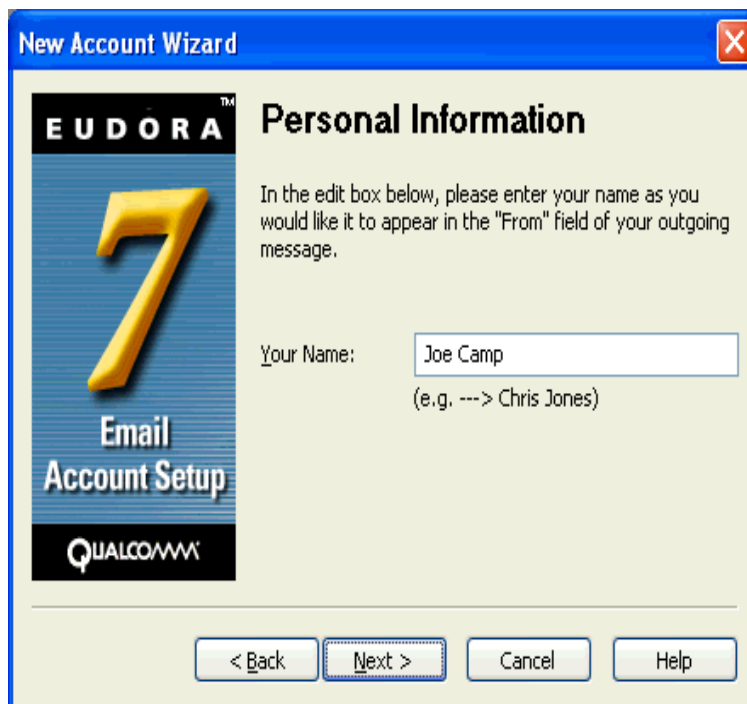 New Account Wizard
EUDORA™
7
Email
Account Setup
QUALCOMM
Personal Information
In the edit box below, please enter your name as you
would like it to appear in the "From" field of your outgoing
message.
Your Name:
Joe Camp
(e.g. ---> Chris Jones)
< Back
Next >
Cancel
Help